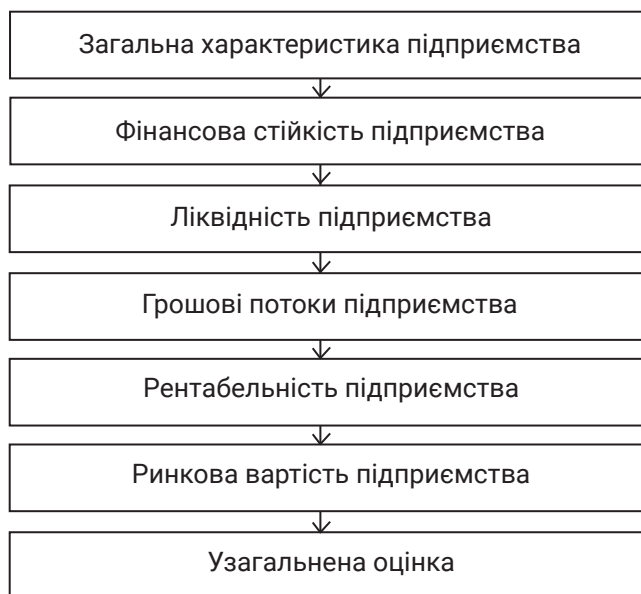 Загальна характеристика підприємства
Фінансова стійкість підприємства
Ліквідність підприємства
Грошові потоки підприємства
Рентабельність підприємства
Ринкова вартість підприємства
Узагальнена оцінка